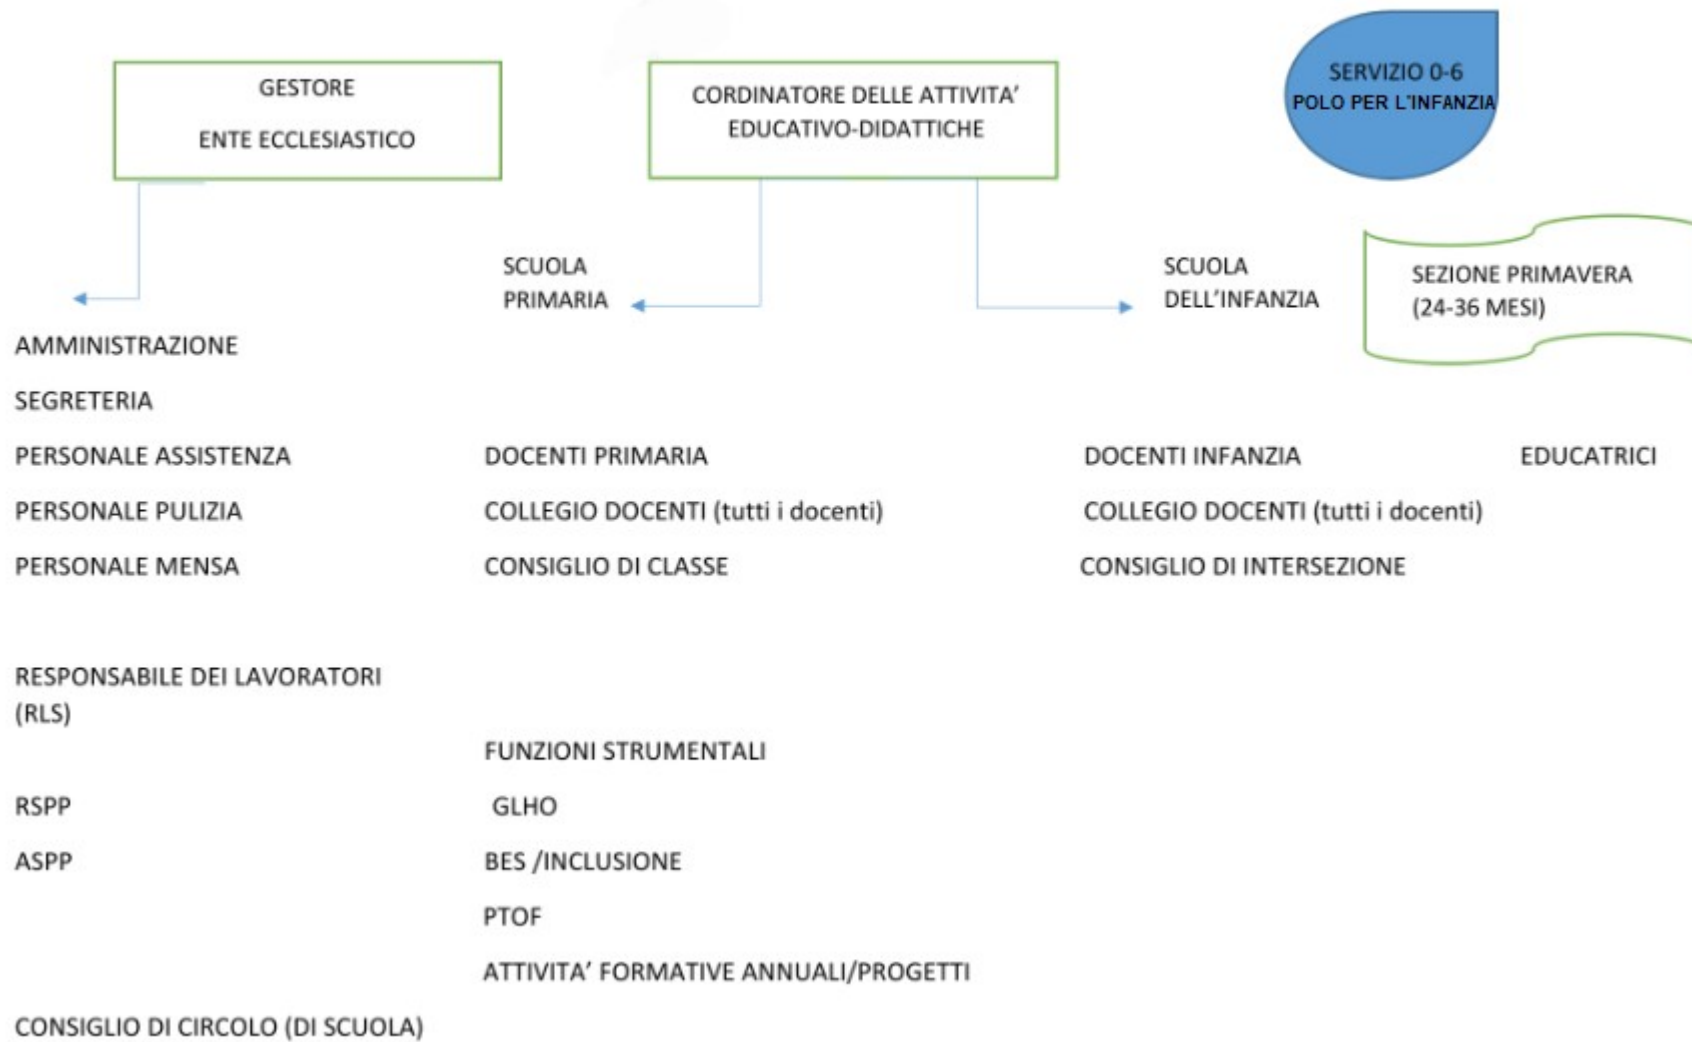 GESTORE
ENTE ECCLESIASTICO
CORDINATORE DELLE ATTIVITA’
EDUCATIVO-DIDATTICHE
SERVIZIO 0-6
POLO PER L'INFANZIA
SCUOLA
PRIMARIA
SCUOLA
DELL’INFANZIA
SEZIONE PRIMAVERA
(24-36 MESI)
AMMINISTRAZIONE
SEGRETERIA
PERSONALE ASSISTENZA
DOCENTI PRIMARIA
DOCENTI INFANZIA
EDUCATRICI
PERSONALE PULIZIA
COLLEGIO DOCENTI (tutti i docenti)
COLLEGIO DOCENTI (tutti i docenti)
PERSONALE MENSA
CONSIGLIO DI CLASSE
CONSIGLIO DI INTERSEZIONE
RESPONSABILE DEI LAVORATORI
(RLS)
FUNZIONI STRUMENTALI
RSPP
GLHO
ASPP
BES /INCLUSIONE
PTOF
ATTIVITA’ FORMATIVE ANNUALI/PROGETTI
CONSIGLIO DI CIRCOLO (DI SCUOLA)